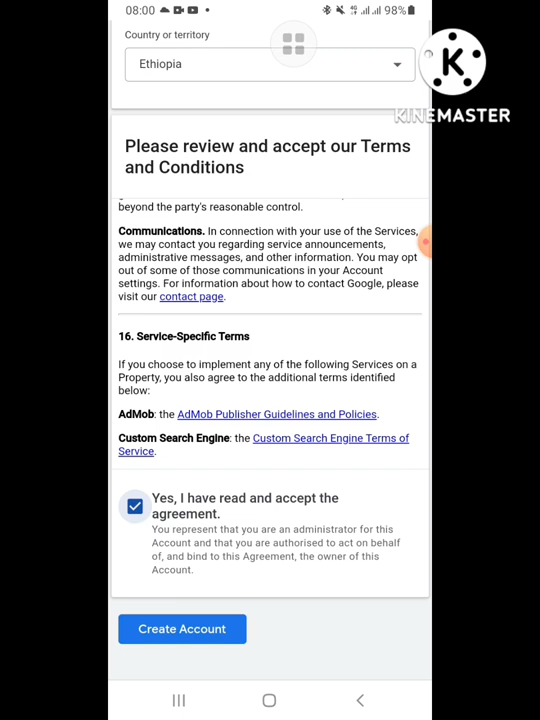 08:00
98%
Country or territory
Ethiopia
K
KINEMASTER
Please review and accept our Terms
and Conditions
beyond the party's reasonable control.
Communications. In connection with your use of the Services,
we may contact you regarding service announcements,
administrative messages, and other information. You may opt
out of some of those communications in your Account
settings. For information about how to contact Google, please
visit our contact page.
16. Service-Specific Terms
If you choose to implement any of the following Services on a
Property, you also agree to the additional terms identified
below:
AdMob: the AdMob Publisher Guidelines and Policies.
Custom Search Engine: the Custom Search Engine Terms of
Service.
Yes, I have read and accept the
agreement.
You represent that you are an administrator for this
Account and that you are authorised to act on behalf
of, and bind to this Agreement, the owner of this
Account.
Create Account